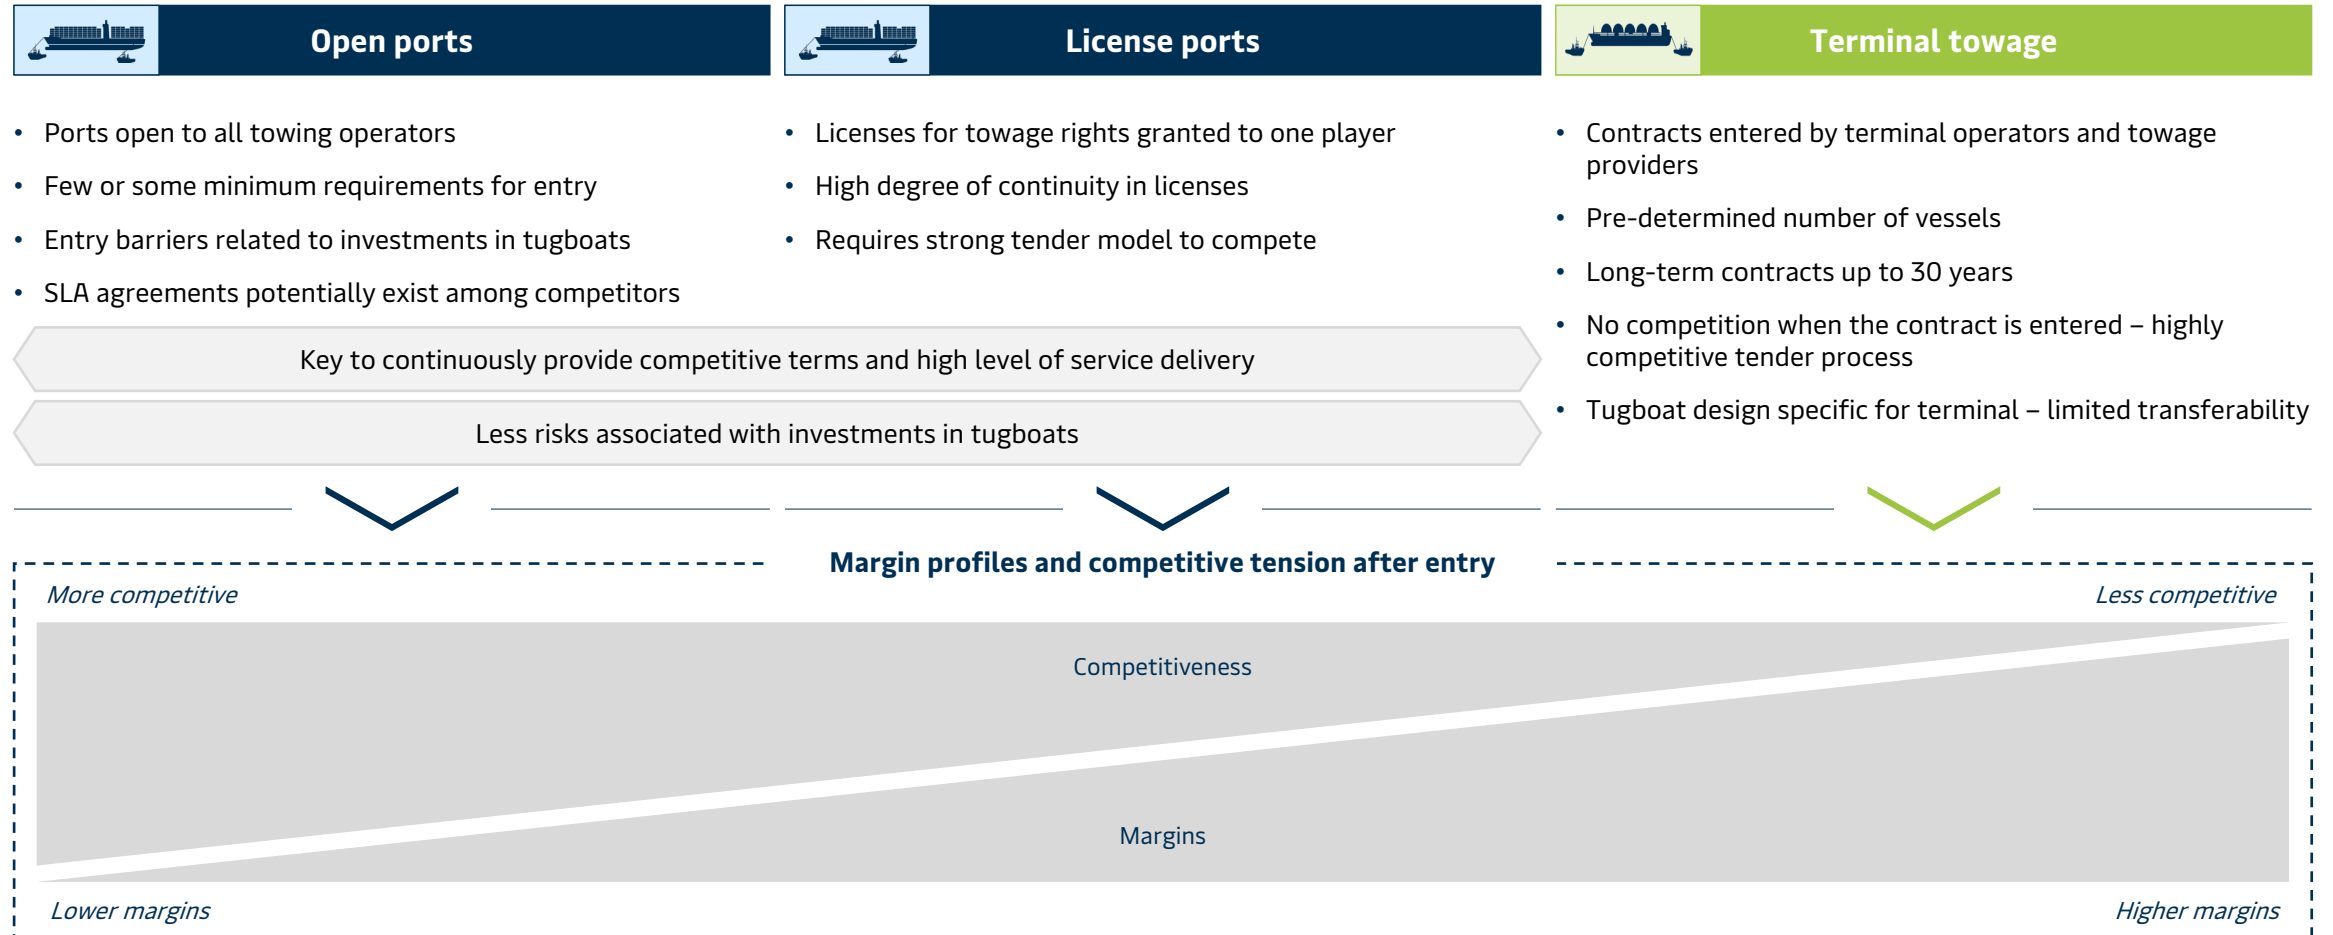 Open ports
• Ports open to all towing operators
• Few or some minimum requirements for entry
• Entry barriers related to investments in tugboats
• SLA agreements potentially exist among competitors
License ports
• Licenses for towage rights granted to one player
• High degree of continuity in licenses
• Requires strong tender model to compete
Key to continuously provide competitive terms and high level of service delivery
Less risks associated with investments in tugboats
Terminal towage
• Contracts entered by terminal operators and towage
providers
• Pre-determined number of vessels
• Long-term contracts up to 30 years
• No competition when the contract is entered – highly
competitive tender process
• Tugboat design specific for terminal – limited transferability
Margin profiles and competitive tension after entry
More competitive
Less competitive
Competitiveness
Margins
Lower margins
Higher margins